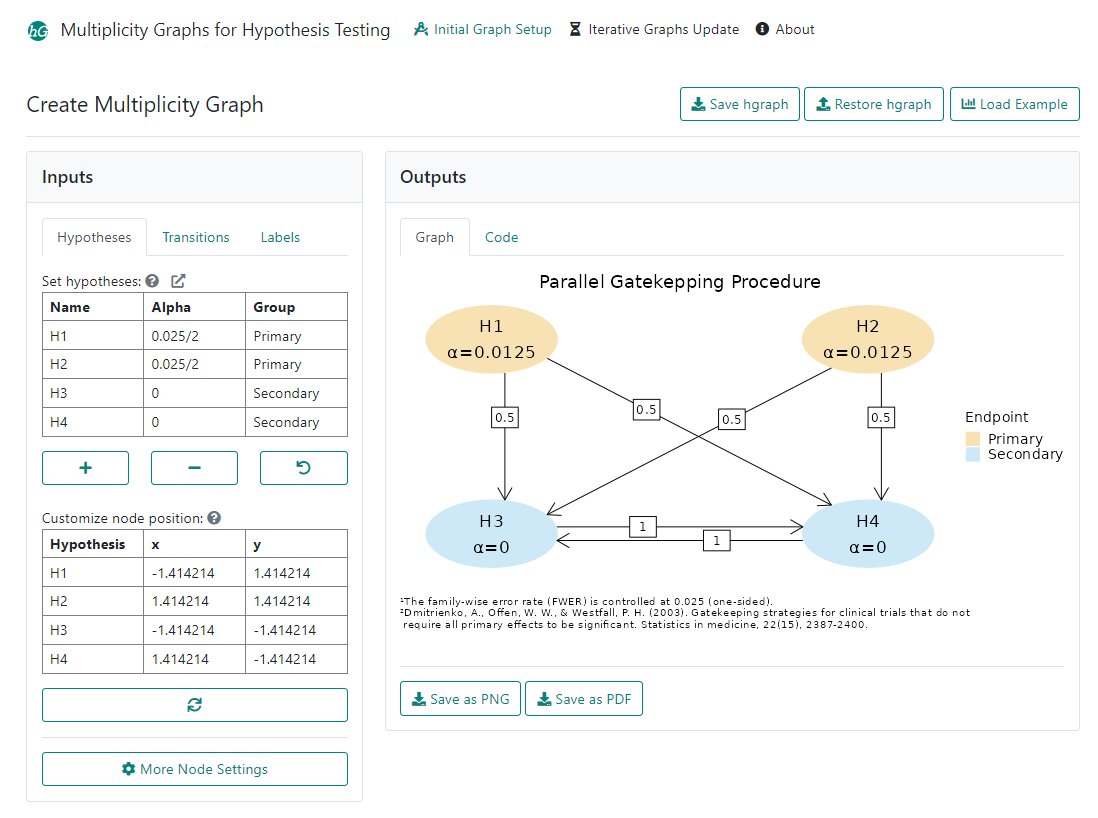 hG Multiplicity Graphs for Hypothesis Testing Initial Graph Setup Iterative Graphs Update About
Create Multiplicity Graph Save hgraph Restore hgraph Load Example
Inputs
Hypotheses Transitions Labels
Set hypotheses:
Name Alpha Group
H1 0.025/2 Primary
H2 0.025/2 Primary
H3 0 Secondary
H4 0 Secondary
Customize node position:
Hypothesis x y
H1 -1.414214 1.414214
H2 1.414214 1.414214
H3 -1.414214 -1.414214
H4 1.414214 -1.414214
More Node Settings
Outputs
Graph Code
Parallel Gatekepping Procedure
H1
α=0.0125
H2
α=0.0125
0.5
0.5
0.5
0.5
H3
α=0
H4
α=0
1
1
Endpoint
Primary
Secondary
¹The family-wise error rate (FWER) is controlled at 0.025 (one-sided).
²Dmitrienko, A., Offen, W. W., & Westfall, P. H. (2003). Gatekeeping strategies for clinical trials that do not
require all primary effects to be significant. Statistics in medicine, 22(15), 2387-2400.
Save as PNG Save as PDF